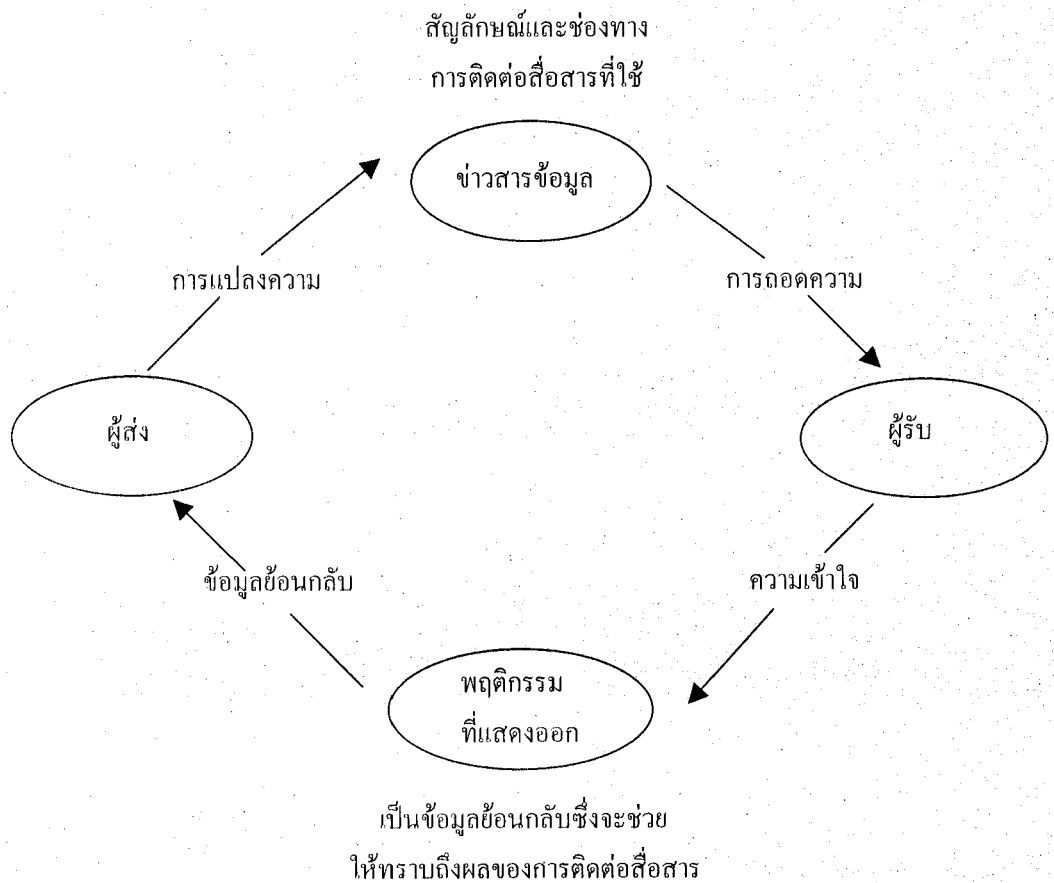 สัญลักษณ์และช่องทาง
การติดต่อสื่อสารที่ใช้
ข่าวสารข้อมูล
การแปลงความ
การถอดความ
ผู้ส่ง
ผู้รับ
ข้อมูลย้อนกลับ
ความเข้าใจ
พฤติกรรม
ที่แสดงออก
เป็นข้อมูลย้อนกลับซึ่งจะช่วย
ให้ทราบถึงผลของการติดต่อสื่อสาร